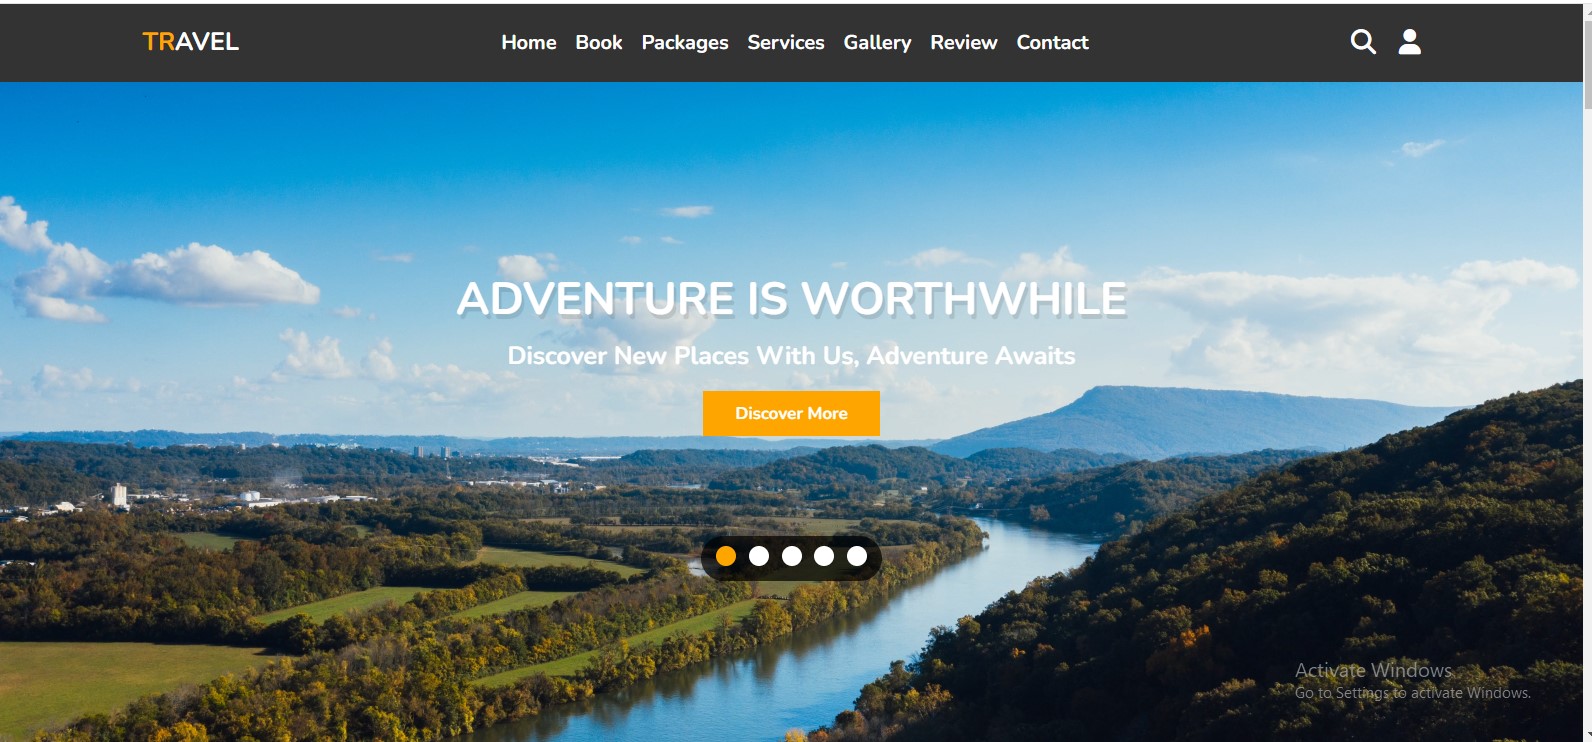 TRAVEL
Home Book Packages Services Gallery Review Contact
ADVENTURE IS WORTHWHILE
Discover New Places With Us, Adventure Awaits
Discover More
Activate Windows
Go to Settings to activate Windows.